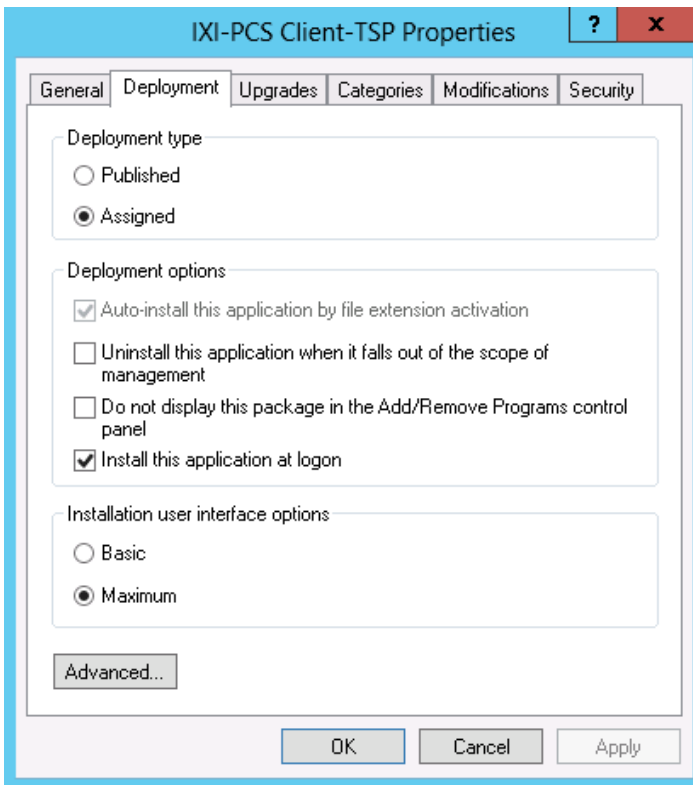 IXI-PCS Client-TSP Properties ? x
General Deployment Upgrades Categories Modifications Security
Deployment type
Published
Assigned
Deployment options
Auto-install this application by file extension activation
Uninstall this application when it falls out of the scope of
management
Do not display this package in the Add/Remove Programs control
panel
Install this application at logon
Installation user interface options
Basic
Maximum
Advanced...
OK Cancel Apply